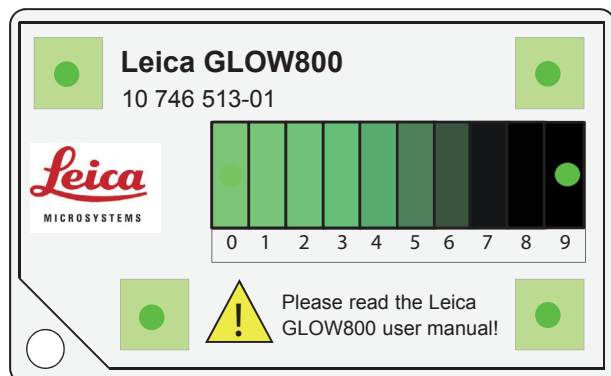 Leica GLOW800
10 746 513-01
Leica
MICROSYSTEMS
0 1 2 3 4 5 6 7 8 9
!
Please read the Leica
GLOW800 user manual!